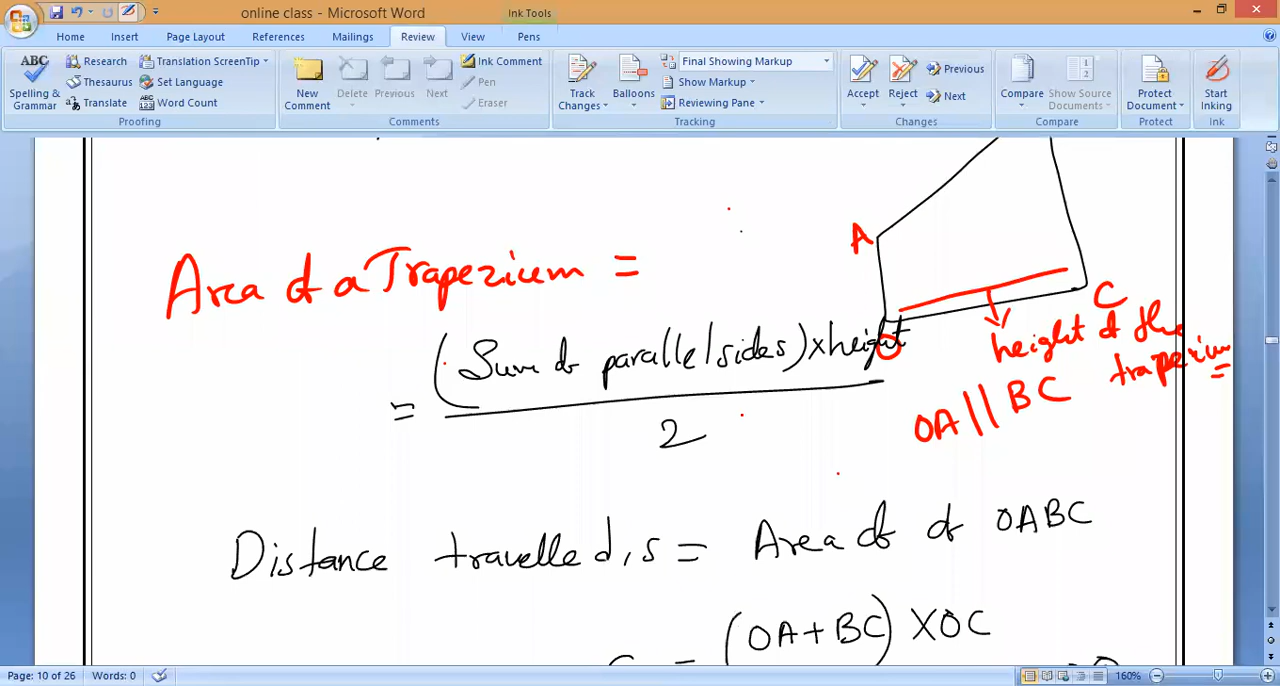 online class - Microsoft Word
Ink Tools
Home Insert Page Layout References Mailings Review View Pens
ABC
Spelling & Grammar
Research
Thesaurus
Translate
Translation ScreenTip
Set Language
Word Count
Proofing
New Comment
Delete
Previous
Next
Ink Comment
Pen
Eraser
Comments
Track Changes
Balloons
Final Showing Markup
Show Markup
Reviewing Pane
Tracking
Accept
Reject
Previous
Next
Changes
Compare
Show Source Documents
Compare
Protect Document
Protect
Start Inking
Ink
A
Area of a Trapezium =
C
O
height of the
trapezium
= (Sum of parallel sides) × height
2
OA || BC
Distance travelled, s = Area of of OABC
= (OA + BC) × OC
Page: 10 of 26 Words: 0 160%